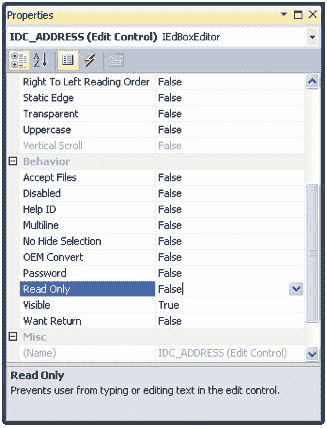 Properties
IDC_ADDRESS (Edit Control) IEdBoxEditor
Right To Left Reading Order False
Static Edge False
Transparent False
Uppercase False
Vertical Scroll False
Behavior
Accept Files False
Disabled False
Help ID False
Multiline False
No Hide Selection False
OEM Convert False
Password False
Read Only False
Visible True
Want Return False
Misc
(Name) IDC_ADDRESS (Edit Control)
Read Only
Prevents user from typing or editing text in the edit control.